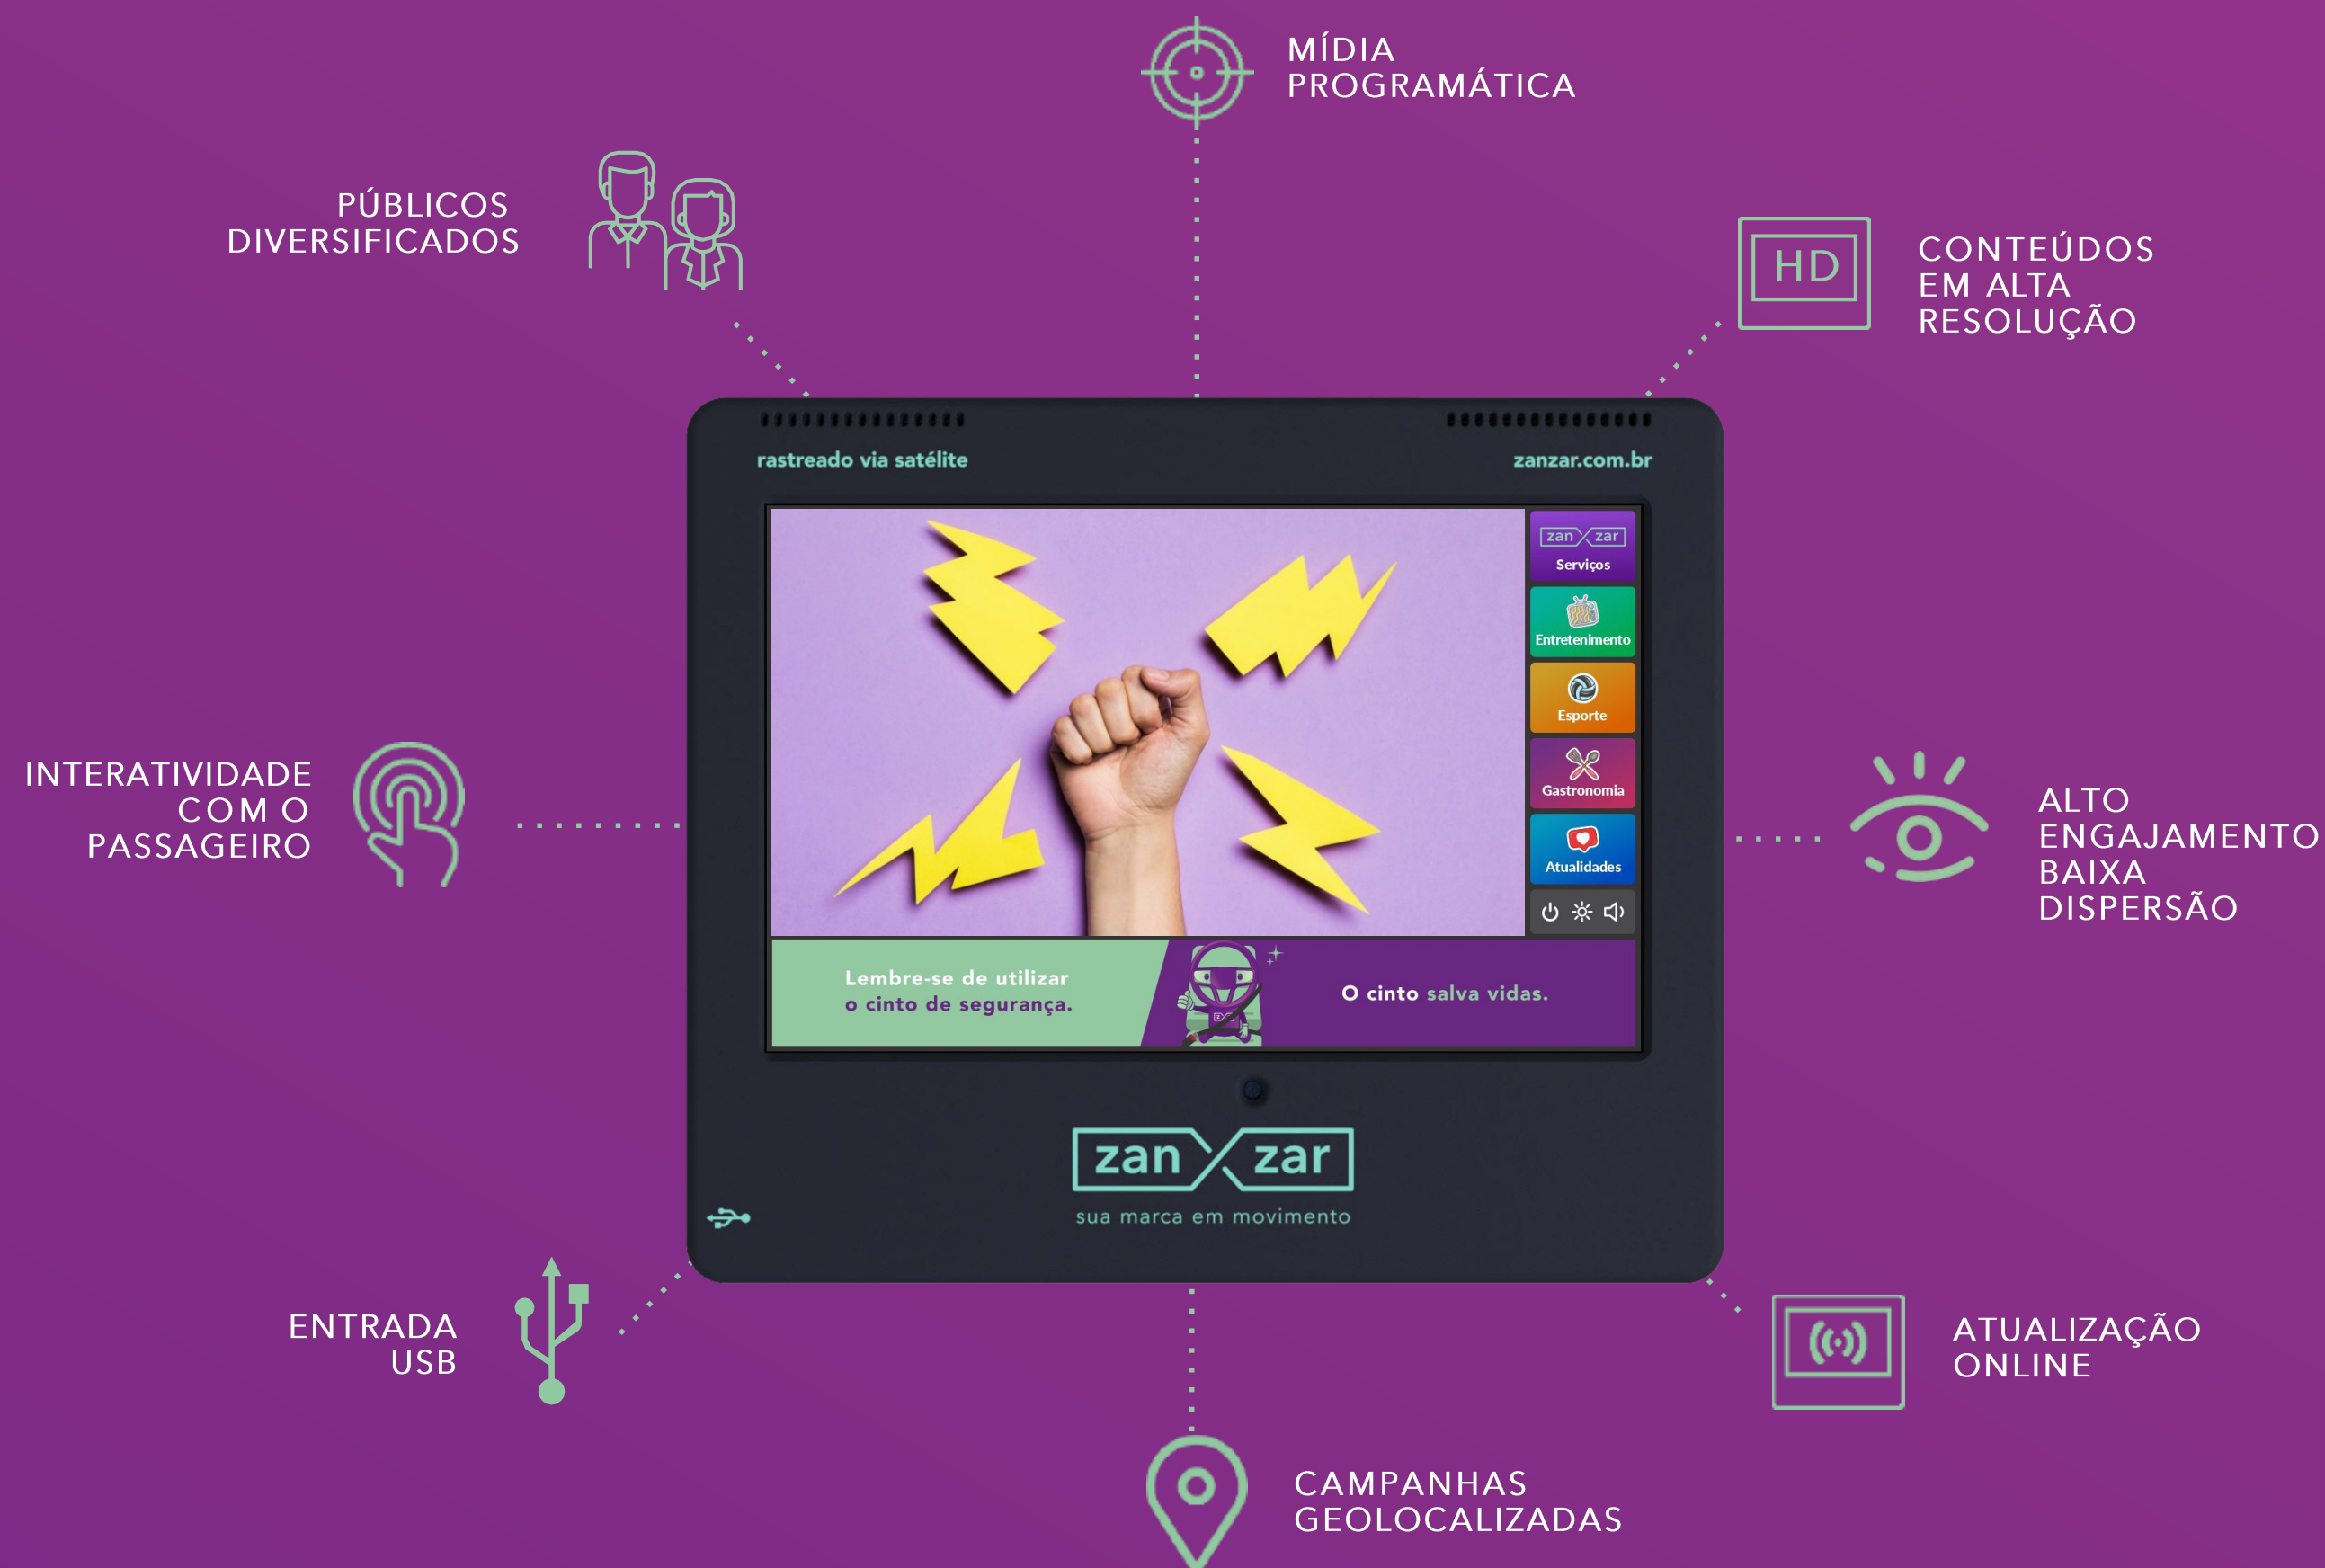 MÍDIA
PROGRAMÁTICA
PÚBLICOS
DIVERSIFICADOS
HD
CONTEÚDOS
EM ALTA
RESOLUÇÃO
rastreado via satélite
zanzar.com.br
zan zar
Serviços
Entretenimento
Esporte
Gastronomia
Atualidades
INTERATIVIDADE
COM O
PASSAGEIRO
ALTO
ENGAJAMENTO
BAIXA
DISPERSÃO
Lembre-se de utilizar
o cinto de segurança.
O cinto salva vidas.
zan zar
sua marca em movimento
ENTRADA
USB
ATUALIZAÇÃO
ONLINE
CAMPANHAS
GEOLOCALIZADAS